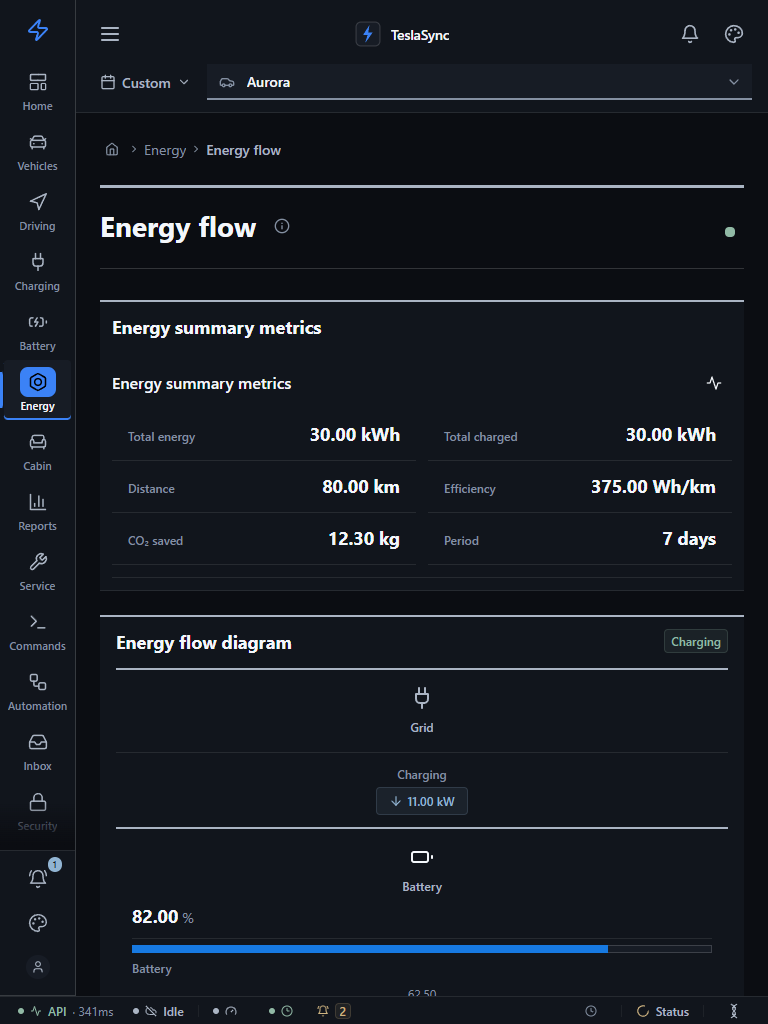 TeslaSync
Custom
Aurora
Home
Vehicles
Driving
Charging
Battery
Energy
Cabin
Reports
Service
Commands
Automation
Inbox
Security
1
Energy > Energy flow
Energy flow
Energy summary metrics
Energy summary metrics
Total energy 30.00 kWh
Total charged 30.00 kWh
Distance 80.00 km
Efficiency 375.00 Wh/km
CO₂ saved 12.30 kg
Period 7 days
Energy flow diagram
Charging
Grid
Charging
↓ 11.00 kW
Battery
82.00 %
Battery
62.50
API · 341ms
Idle
2
Status